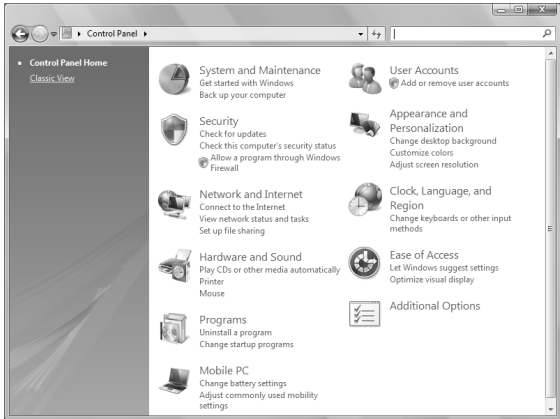 Control Panel
Control Panel Home
Classic View
System and Maintenance
Get started with Windows
Back up your computer
Security
Check for updates
Check this computer's security status
Allow a program through Windows
Firewall
Network and Internet
Connect to the Internet
View network status and tasks
Set up file sharing
Hardware and Sound
Play CDs or other media automatically
Printer
Mouse
Programs
Uninstall a program
Change startup programs
Mobile PC
Change battery settings
Adjust commonly used mobility
settings
User Accounts
Add or remove user accounts
Appearance and
Personalization
Change desktop background
Customize colors
Adjust screen resolution
Clock, Language, and
Region
Change keyboards or other input
methods
Ease of Access
Let Windows suggest settings
Optimize visual display
Additional Options